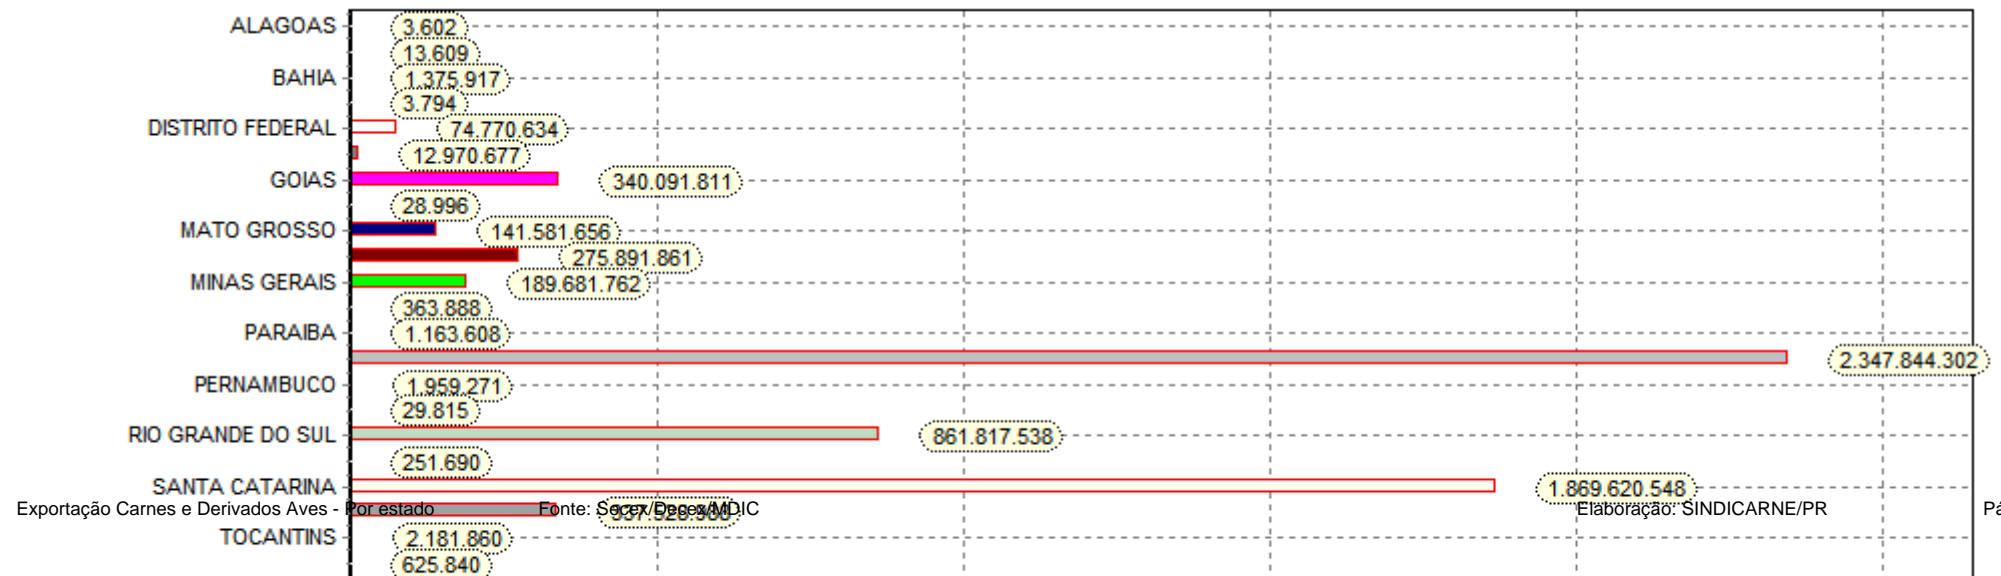 ALAGOAS 3.602
13.609
BAHIA 1.375.917
3.794
DISTRITO FEDERAL 74.770.634
12.970.677
GOIAS 340.091.811
28.996
MATO GROSSO 141.581.656
275.891.861
MINAS GERAIS 189.681.762
363.888
PARAIBA 1.163.608
2.347.844.302
PERNAMBUCO 1.959.271
29.815
RIO GRANDE DO SUL 861.817.538
251.690
SANTA CATARINA 1.869.620.548
Exportação Carnes e Derivados Aves - Por estado Fonte: Secex/Decex/MDIC Elaboração: SINDICARNE/PR
TOCANTINS 2.181.860
625.840